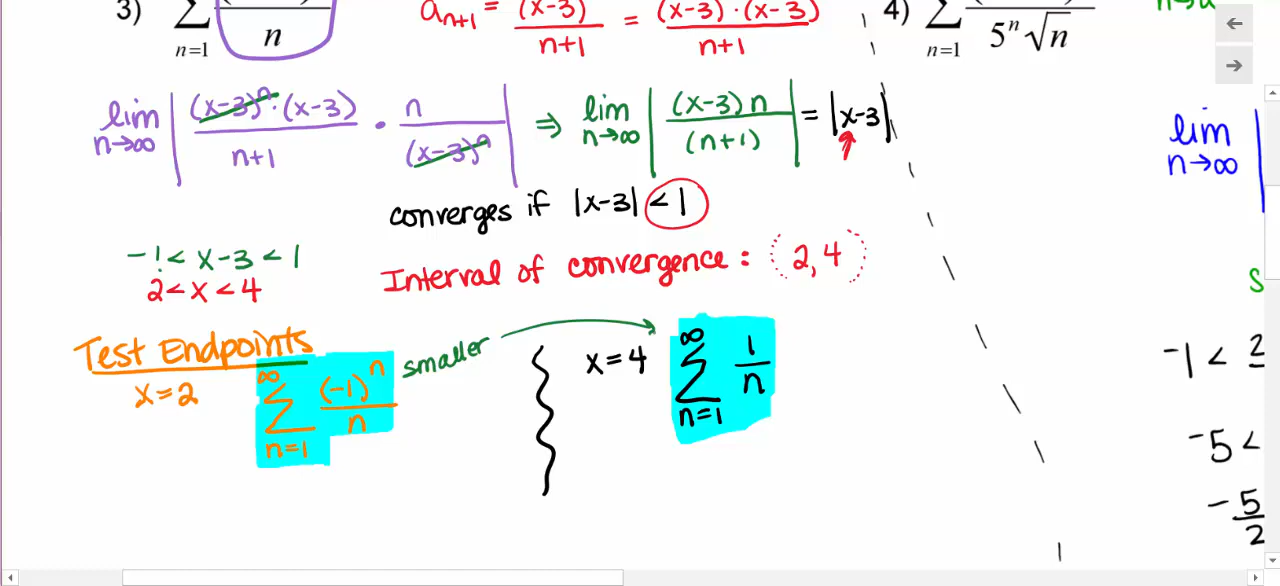 3) ∑ n=1 n
a_{n+1} = (x-3) / n+1 = (x-3)·(x-3) / n+1
4) ∑ n=1 5^n √n
lim n→∞ | (x-3)^n·(x-3) / n+1 · n / (x-3)^n | ⇒ lim n→∞ | (x-3)n / (n+1) | = |x-3|
lim n→∞ |
converges if |x-3| < 1
-1 < x-3 < 1
2 < x < 4
Interval of convergence: (2,4)
Test Endpoints
x=2 ∑ n=1 ∞ (-1)^n / n smaller
x=4 ∑ n=1 ∞ 1/n
-1 < 2
-5 <
-5/2